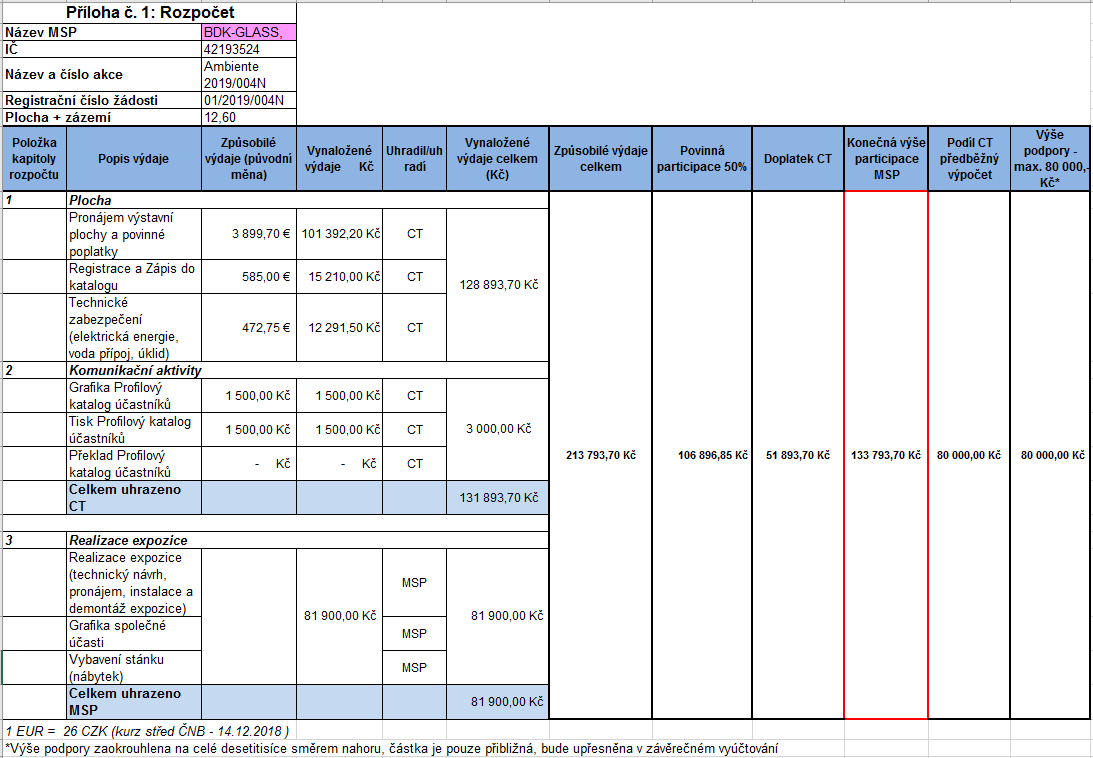 Příloha č. 1: Rozpočet
Název MSP BDK-GLASS,
IČ 42193524
Název a číslo akce Ambiente 2019/004N
Registrační číslo žádosti 01/2019/004N
Plocha + zázemí 12,60
Položka kapitoly rozpočtu Popis výdaje Způsobilé výdaje (původní měna) Vynaložené výdaje Kč Uhradil/uhradí Vynaložené výdaje celkem (Kč) Způsobilé výdaje celkem Povinná participace 50% Doplatek CT Konečná výše participace MSP Podíl CT předběžný výpočet Výše podpory - max. 80 000,- Kč*
1 Plocha
Pronájem výstavní plochy a povinné poplatky 3 899,70 € 101 392,20 Kč CT
Registrace a Zápis do katalogu 585,00 € 15 210,00 Kč CT 128 893,70 Kč
Technické zabezpečení (elektrická energie, voda přípoj, úklid) 472,75 € 12 291,50 Kč CT
2 Komunikační aktivity
Grafika Profilový katalog účastníků 1 500,00 Kč 1 500,00 Kč CT
Tisk Profilový katalog účastníků 1 500,00 Kč 1 500,00 Kč CT 3 000,00 Kč
Překlad Profilový katalog účastníků - Kč - Kč CT
213 793,70 Kč 106 896,85 Kč 51 893,70 Kč 133 793,70 Kč 80 000,00 Kč 80 000,00 Kč
Celkem uhrazeno CT 131 893,70 Kč
3 Realizace expozice
Realizace expozice (technický návrh, pronájem, instalace a demontáž expozice) MSP
81 900,00 Kč 81 900,00 Kč
Grafika společné účasti MSP
Vybavení stánku (nábytek) MSP
Celkem uhrazeno MSP 81 900,00 Kč
1 EUR = 26 CZK (kurz střed ČNB - 14.12.2018 )
*Výše podpory zaokrouhlena na celé desetitisíce směrem nahoru, částka je pouze přibližná, bude upřesněna v závěrečném vyúčtování